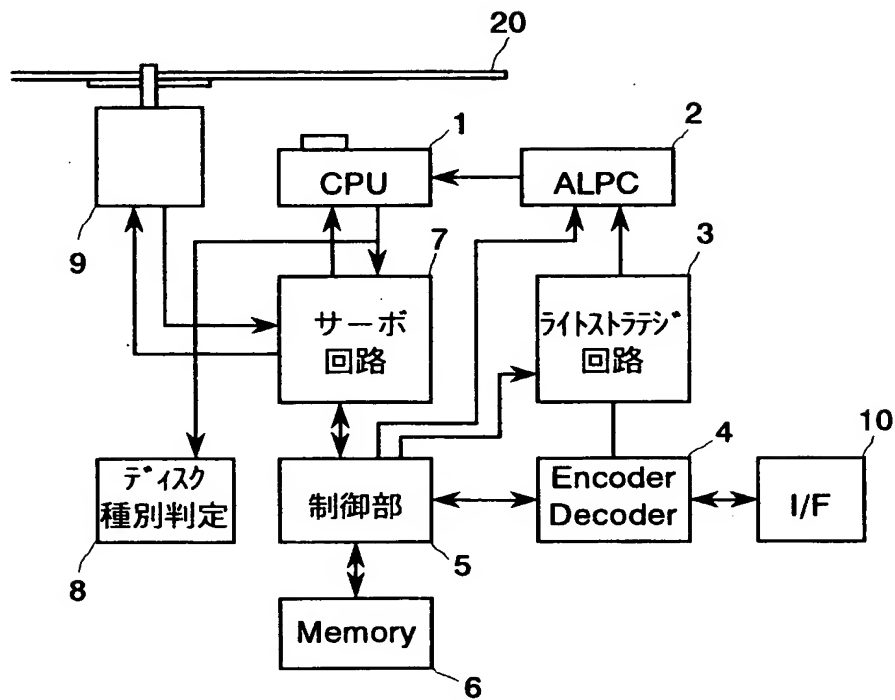 20
1
CPU
2
ALPC
9
7
サーボ
回路
3
ライトストラテジ
回路
ディスク
種別判定
8
制御部
5
4
Encoder
Decoder
10
I/F
Memory
6